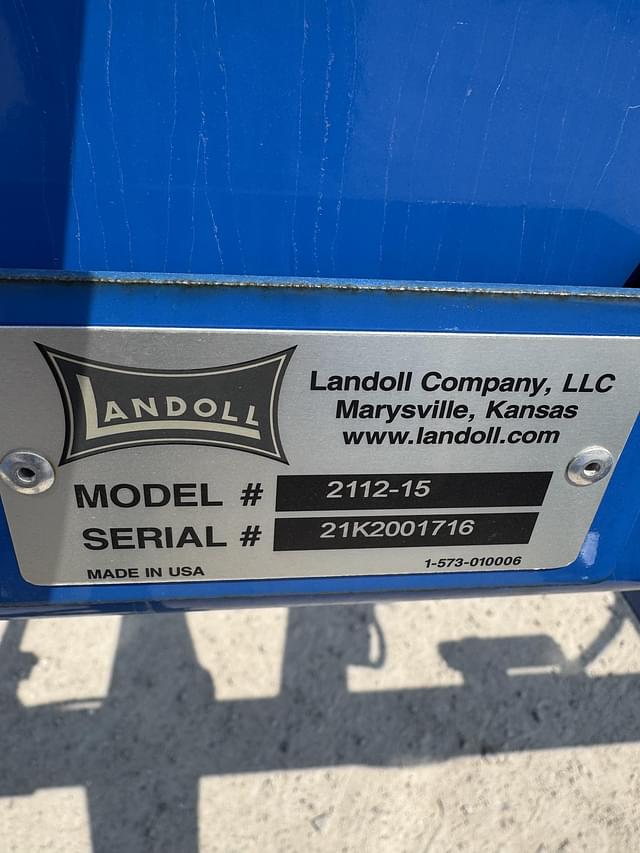 LANDOLL
Landoll Company, LLC
Marysville, Kansas
www.landoll.com
MODEL # 2112-15
SERIAL # 21K2001716
MADE IN USA 1-573-010006